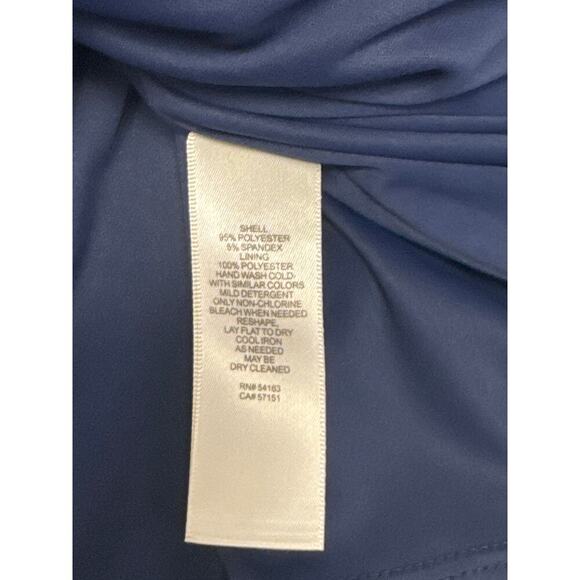 SHELL
95% POLYESTER
5% SPANDEX
LINING
100% POLYESTER
HAND WASH COLD
WITH SIMILAR COLORS
MILD DETERGENT
ONLY NON-CHLORINE
BLEACH WHEN NEEDED
RESHAPE,
LAY FLAT TO DRY
COOL IRON
AS NEEDED
MAY BE
DRY CLEANED
RN# 54163
CA# 57151